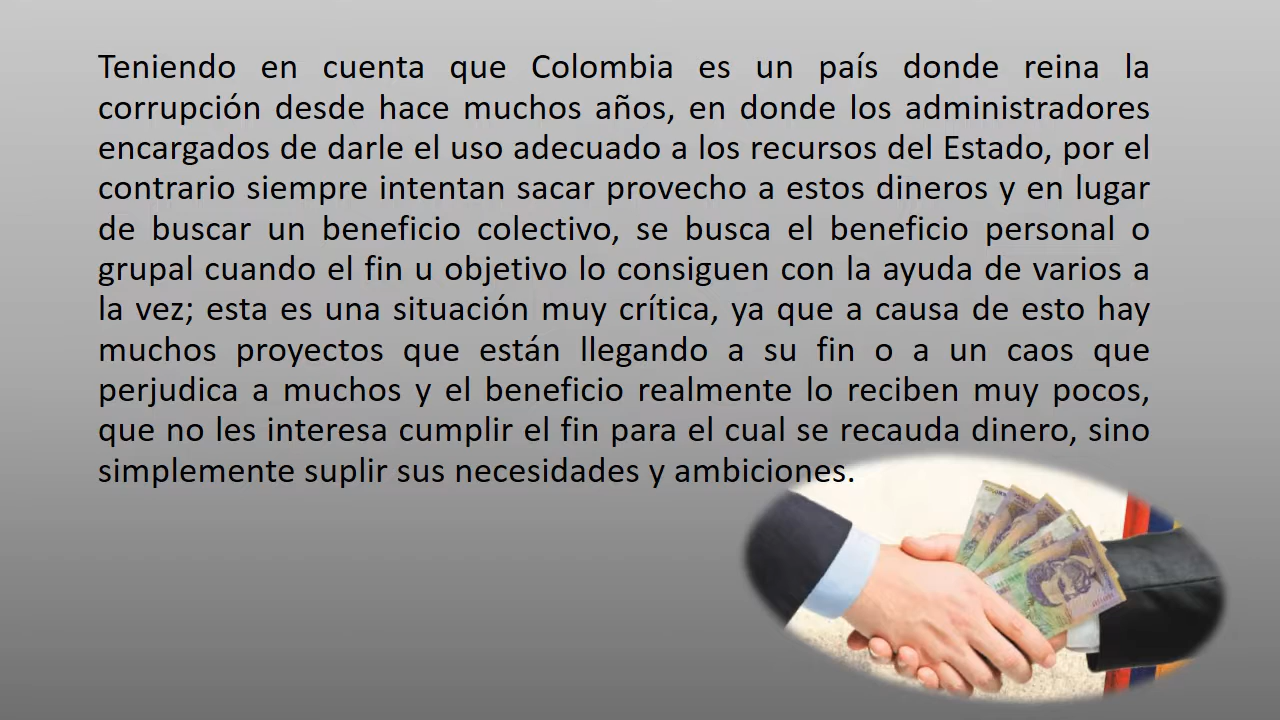 Teniendo en cuenta que Colombia es un país donde reina la
corrupción desde hace muchos años, en donde los administradores
encargados de darle el uso adecuado a los recursos del Estado, por el
contrario siempre intentan sacar provecho a estos dineros y en lugar
de buscar un beneficio colectivo, se busca el beneficio personal o
grupal cuando el fin u objetivo lo consiguen con la ayuda de varios a
la vez; esta es una situación muy crítica, ya que a causa de esto hay
muchos proyectos que están llegando a su fin o a un caos que
perjudica a muchos y el beneficio realmente lo reciben muy pocos,
que no les interesa cumplir el fin para el cual se recauda dinero, sino
simplemente suplir sus necesidades y ambiciones.